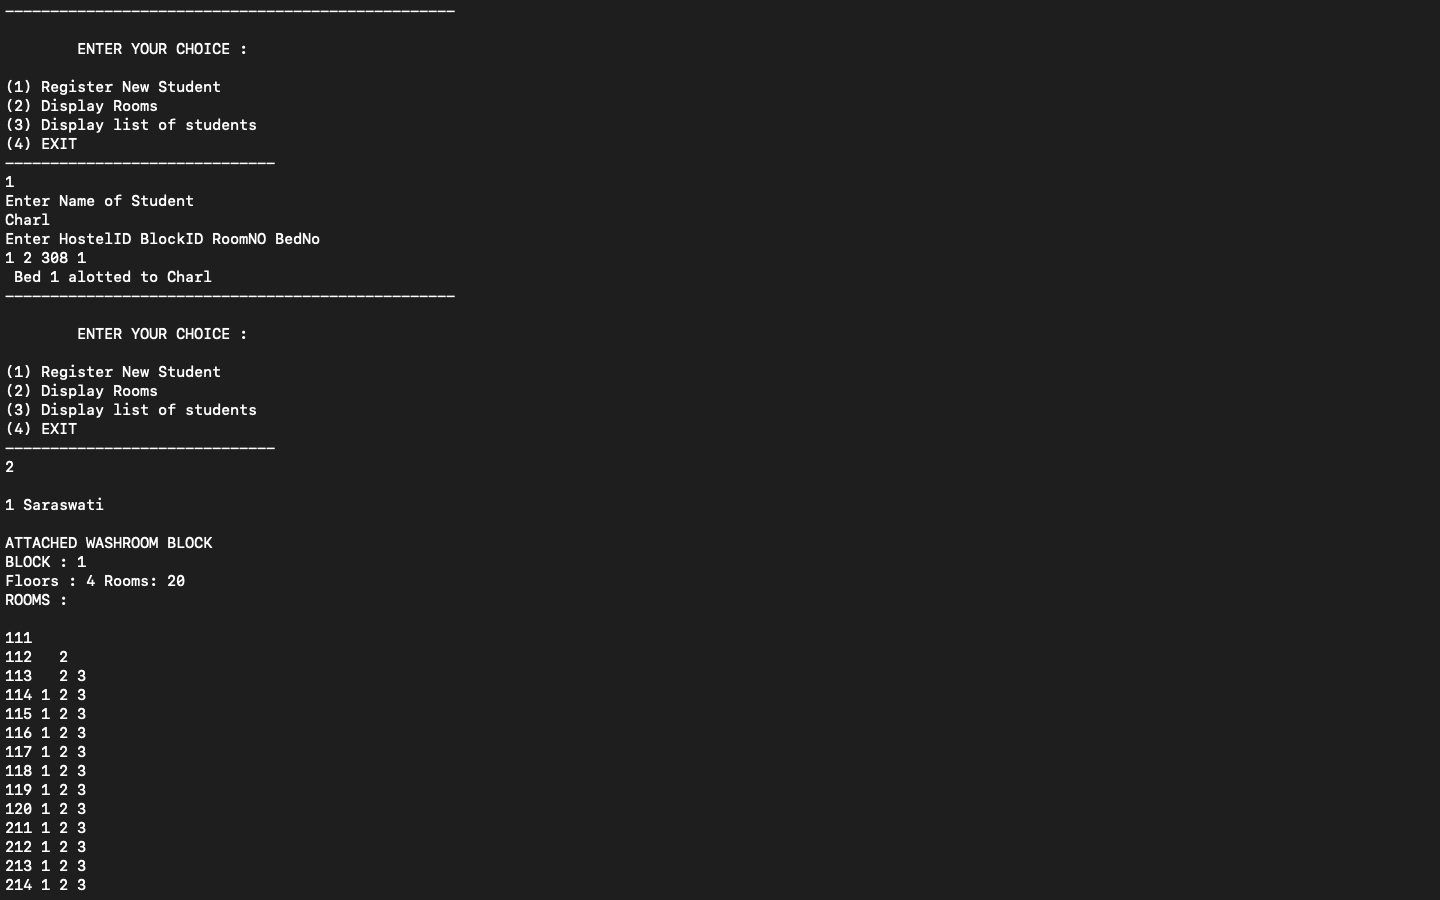 --------------------------------------------------
ENTER YOUR CHOICE :
(1) Register New Student
(2) Display Rooms
(3) Display list of students
(4) EXIT
------------------------------
1
Enter Name of Student
Charl
Enter HostelID BlockID RoomNO BedNo
1 2 308 1
Bed 1 alotted to Charl
--------------------------------------------------
ENTER YOUR CHOICE :
(1) Register New Student
(2) Display Rooms
(3) Display list of students
(4) EXIT
------------------------------
2
1 Saraswati
ATTACHED WASHROOM BLOCK
BLOCK : 1
Floors : 4 Rooms: 20
ROOMS :
111
112   2
113   2 3
114 1 2 3
115 1 2 3
116 1 2 3
117 1 2 3
118 1 2 3
119 1 2 3
120 1 2 3
211 1 2 3
212 1 2 3
213 1 2 3
214 1 2 3